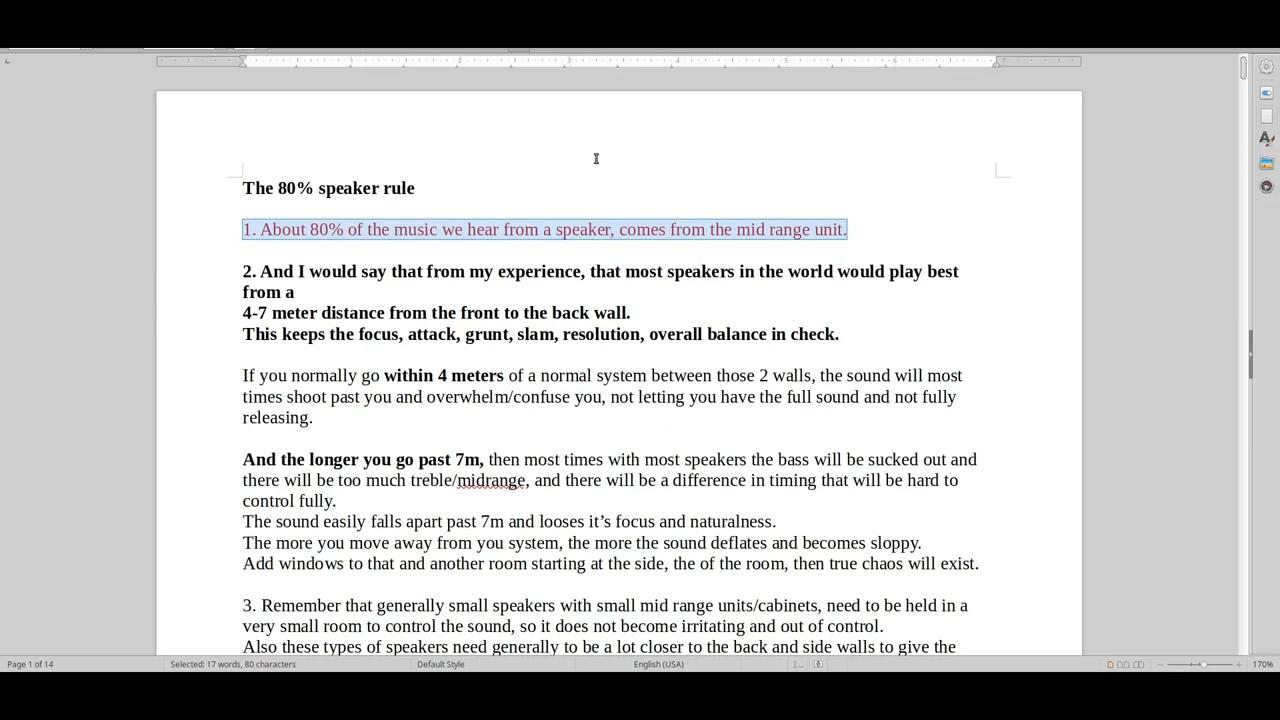 The 80% speaker rule
1. About 80% of the music we hear from a speaker, comes from the mid range unit.
2. And I would say that from my experience, that most speakers in the world would play best
from a
4-7 meter distance from the front to the back wall.
This keeps the focus, attack, grunt, slam, resolution, overall balance in check.
If you normally go within 4 meters of a normal system between those 2 walls, the sound will most
times shoot past you and overwhelm/confuse you, not letting you have the full sound and not fully
releasing.
And the longer you go past 7m, then most times with most speakers the bass will be sucked out and
there will be too much treble/midrange, and there will be a difference in timing that will be hard to
control fully.
The sound easily falls apart past 7m and looses it’s focus and naturalness.
The more you move away from you system, the more the sound deflates and becomes sloppy.
Add windows to that and another room starting at the side, the of the room, then true chaos will exist.
3. Remember that generally small speakers with small mid range units/cabinets, need to be held in a
very small room to control the sound, so it does not become irritating and out of control.
Also these types of speakers need generally to be a lot closer to the back and side walls to give the
Page 1 of 14 Selected: 17 words, 80 characters Default Style English (USA) 170%